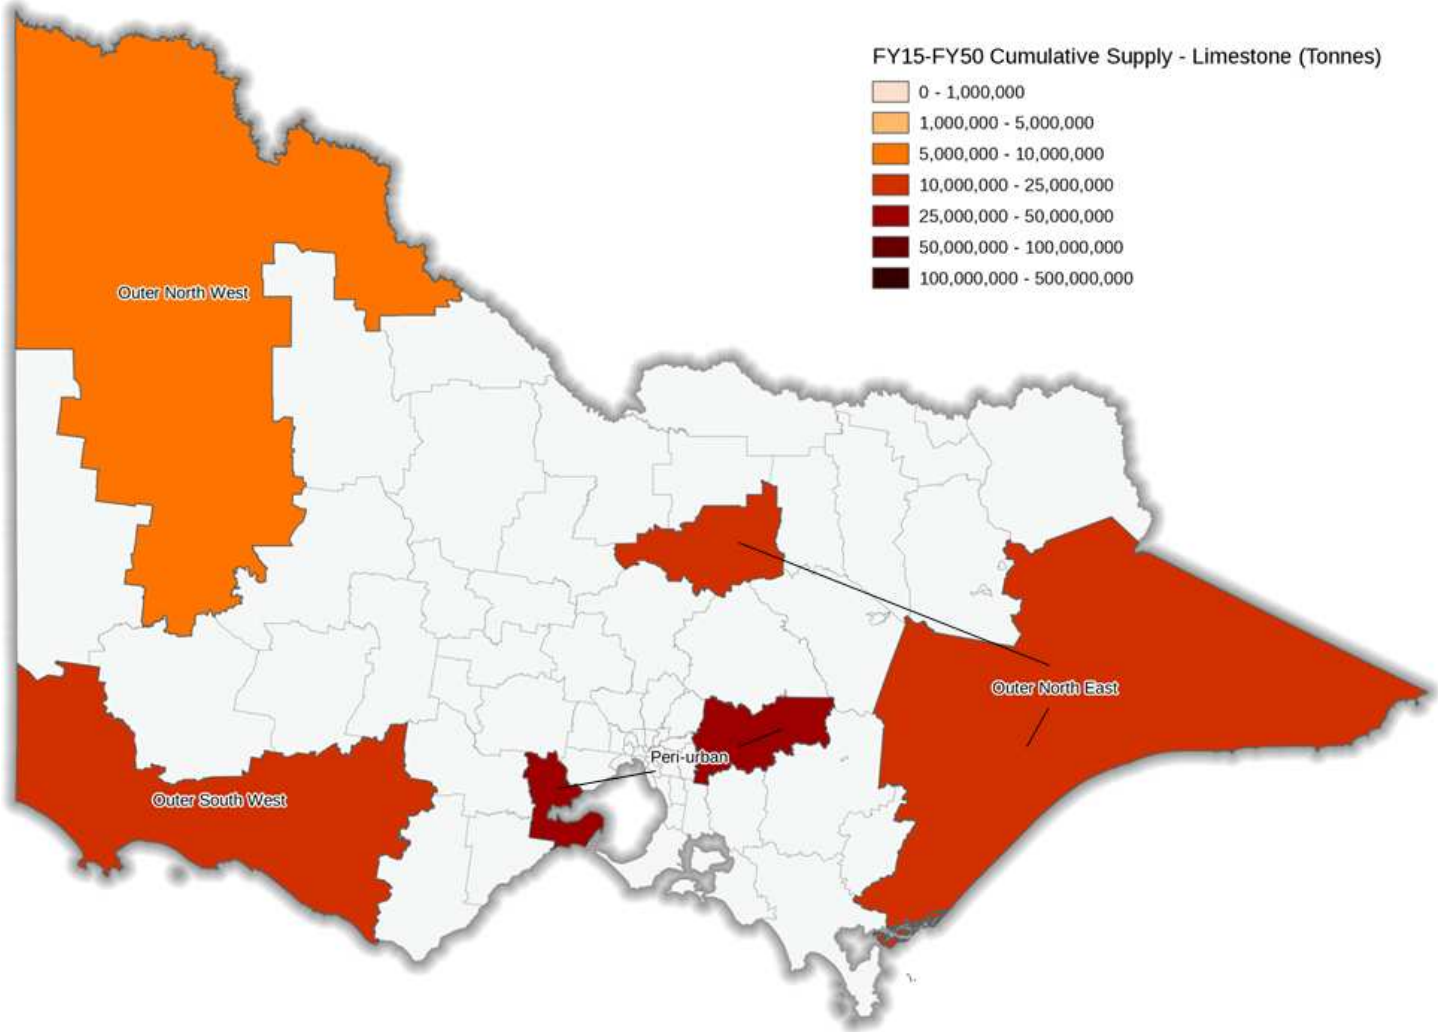 FY15-FY50 Cumulative Supply - Limestone (Tonnes)
0 - 1,000,000
1,000,000 - 5,000,000
5,000,000 - 10,000,000
10,000,000 - 25,000,000
25,000,000 - 50,000,000
50,000,000 - 100,000,000
100,000,000 - 500,000,000
Outer North West
Outer North East
Peri-urban
Outer South West